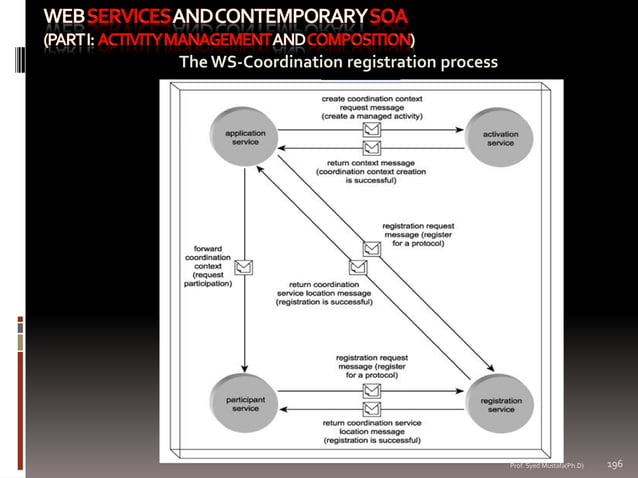 WEB SERVICES AND CONTEMPORARY SOA
(PART I: ACTIVITY MANAGEMENT AND COMPOSITION)
The WS-Coordination registration process
create coordination context
request message
(create a managed activity)
application
service
activation
service
return context message
(coordination context creation
is successful)
registration request
message (register
for a protocol)
forward
coordination
context
(request
participation)
return coordination
service location message
(registration is successful)
registration request
message (register
for a protocol)
participant
service
registration
service
return coordination service
location message
(registration is successful)
Prof. Syed Mustafa(Ph.D)
196